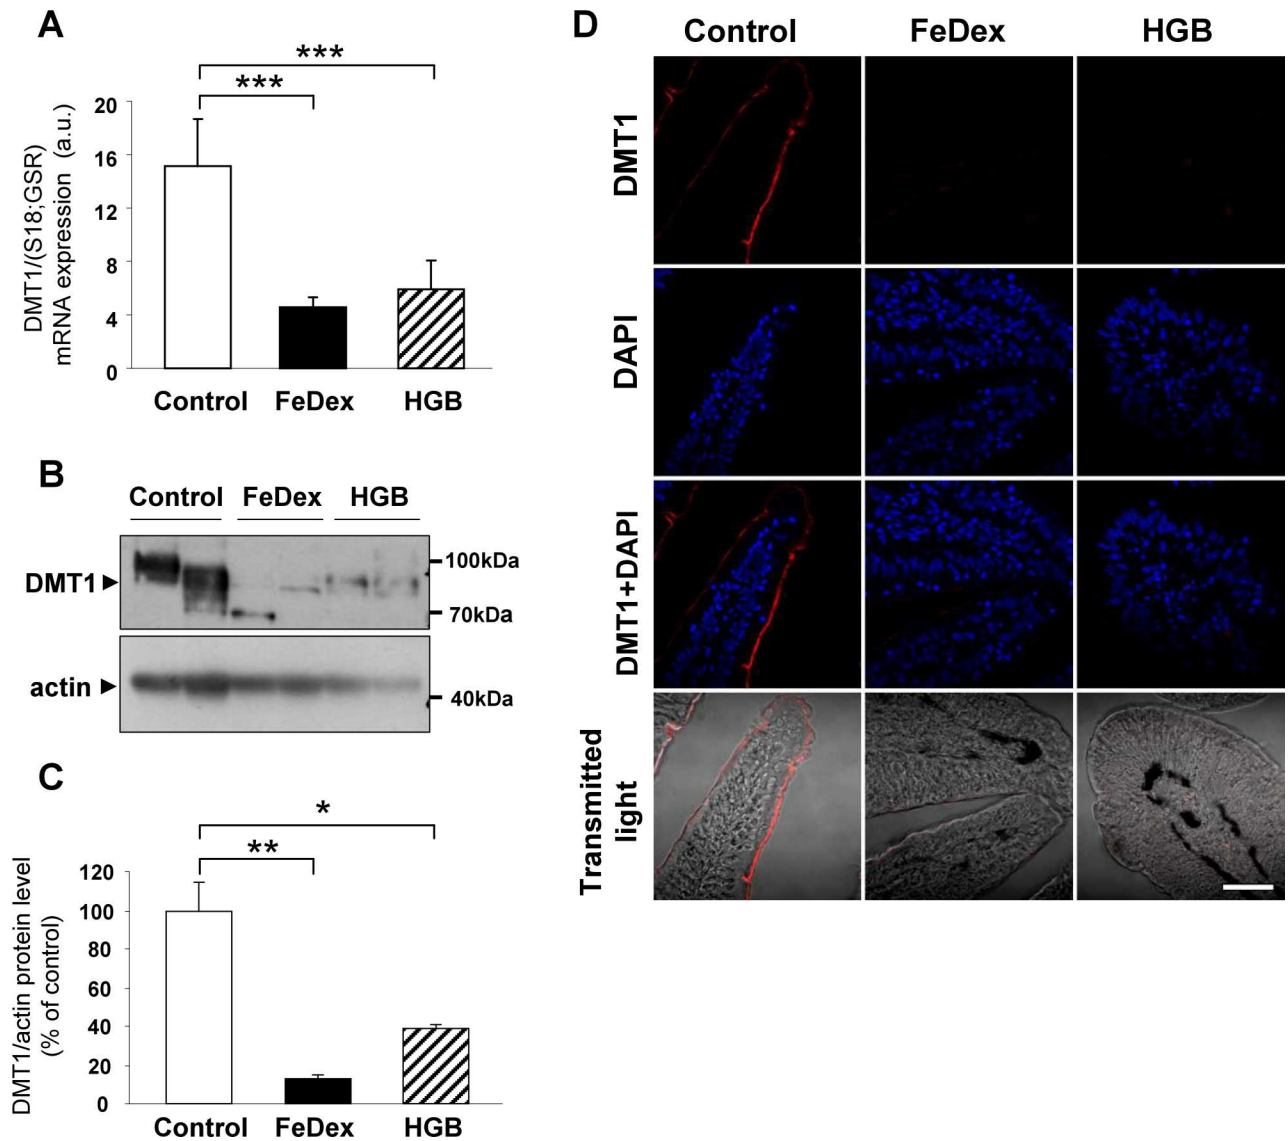 A
***
***
DMT1/(S18;GSR)
mRNA expression (a.u.)
20
16
12
8
4
0
Control FeDex HGB
B
Control FeDex HGB
DMT1
100kDa
70kDa
actin
40kDa
C
*
**
DMT1/actin protein level
(% of control)
120
100
80
60
40
20
0
Control FeDex HGB
D
Control FeDex HGB
DMT1
DAPI
DMT1+DAPI
Transmitted
light